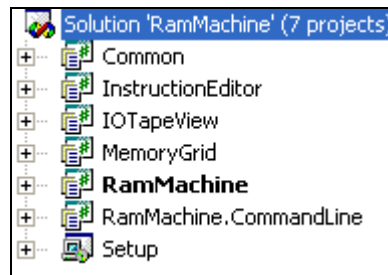 Solution 'RamMachine' (7 projects)
Common
InstructionEditor
IOTapeView
MemoryGrid
RamMachine
RamMachine.CommandLine
Setup